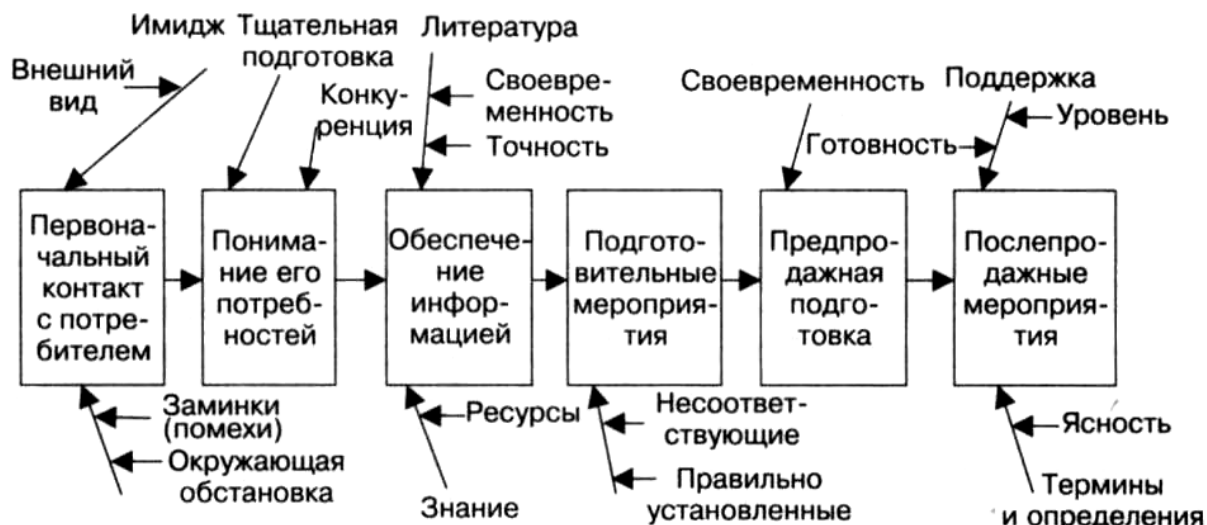 Имидж
Тщательная
подготовка
Литература
Внешний
вид
Конку-
ренция
Своевре-
менность
Точность
Своевременность
Поддержка
Уровень
Готовность
Первона-
чальный
контакт
с потре-
бителем
Понима-
ние его
потреб-
ностей
Обеспече-
ние
инфор-
мацией
Подгото-
вительные
мероприя-
тия
Предпро-
дажная
подго-
товка
Послепро-
дажные
мероприя-
тия
Заминки
(помехи)
Окружающая
обстановка
Ресурсы
Знание
Несоответ-
ствующие
Правильно
установленные
Ясность
Термины
и определения